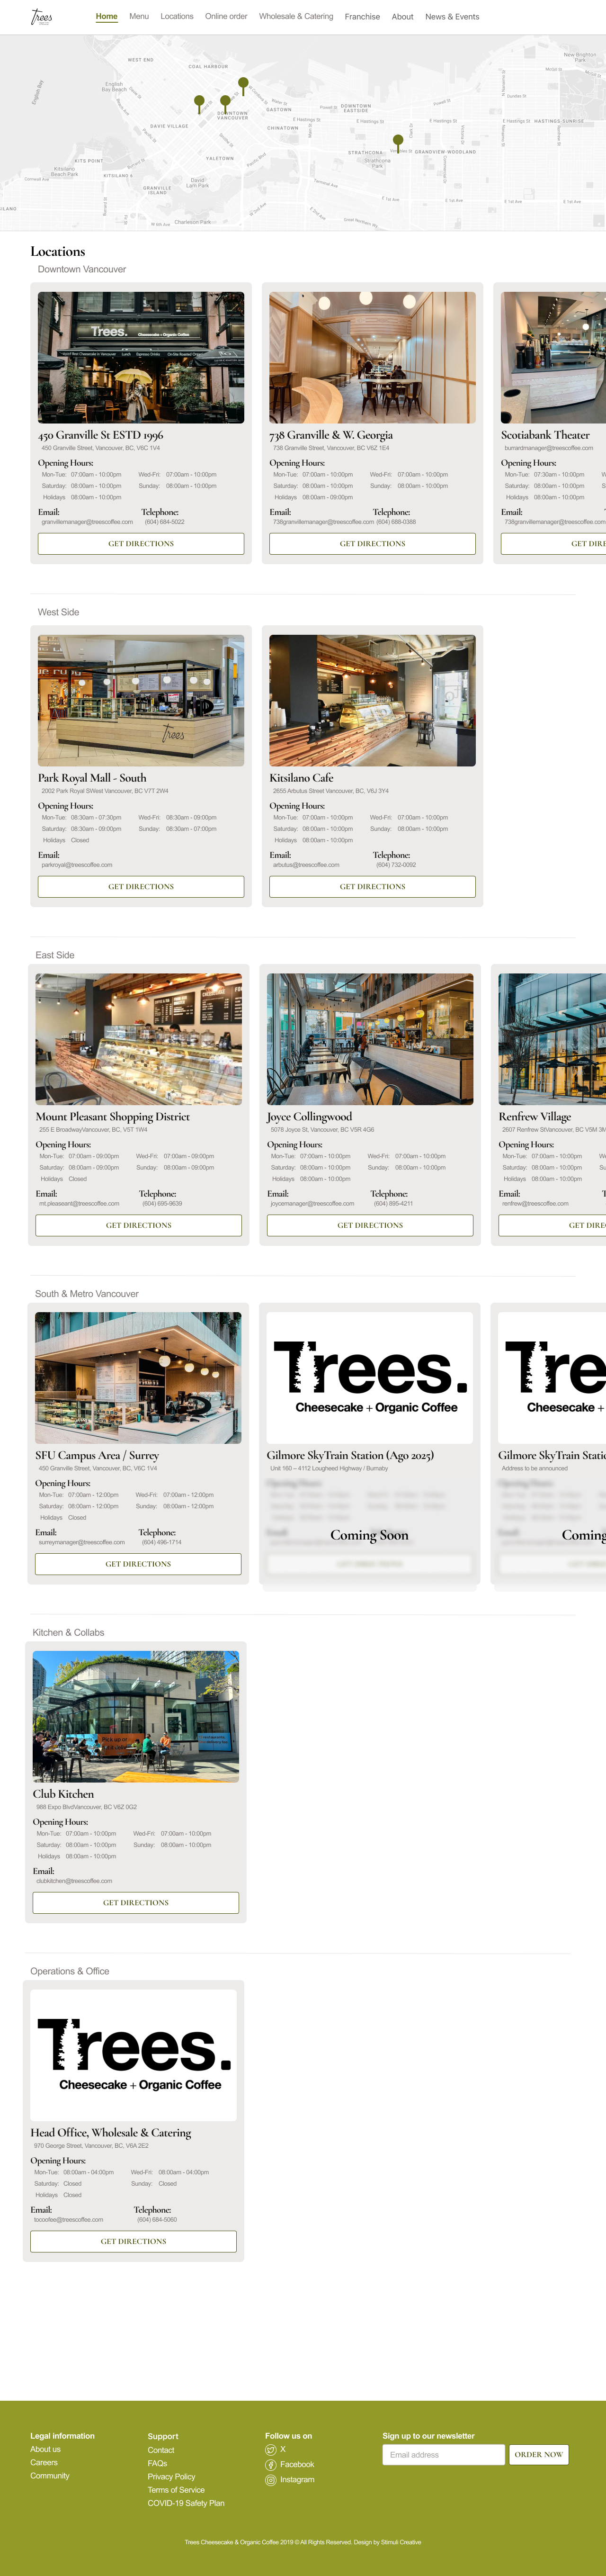 Trees
Home Menu Locations Online order Wholesale & Catering Franchise About News & Events
WEST END
COAL HARBOUR
New Brighton Park
English Bay
English Bay Beach
GASTOWN
DOWNTOWN EASTSIDE
DOWNTOWN VANCOUVER
E Hastings St
HASTINGS-SUNRISE
DAVIE VILLAGE
CHINATOWN
YALETOWN
STRATHCONA
GRANDVIEW-WOODLAND
KITS POINT
Strathcona Park
Kitsilano Beach Park
KITSILANO
David Lam Park
GRANVILLE ISLAND
E 1st Ave
Charleson Park
Locations
Downtown Vancouver
Trees.
Cheesecake + Organic Coffee
450 Granville St ESTD 1996
450 Granville Street, Vancouver, BC, V6C 1V4
Opening Hours:
Mon-Tue: 07:00am - 10:00pm Wed-Fri: 07:00am - 10:00pm
Saturday: 08:00am - 10:00pm Sunday: 08:00am - 10:00pm
Holidays 08:00am - 10:00pm
Email: Telephone:
granvillemanager@treescoffee.com (604) 684-5022
GET DIRECTIONS
738 Granville & W. Georgia
738 Granville Street, Vancouver, BC V6Z 1E4
Opening Hours:
Mon-Tue: 07:00am - 10:00pm Wed-Fri: 07:00am - 10:00pm
Saturday: 08:00am - 10:00pm Sunday: 08:00am - 10:00pm
Holidays 08:00am - 09:00pm
Email: Telephone:
738granvillemanager@treescoffee.com (604) 688-0388
GET DIRECTIONS
Scotiabank Theater
burrardmanager@treescoffee.com
Opening Hours:
Mon-Tue: 07:30am - 10:00pm
Saturday: 08:00am - 10:00pm
Holidays 08:00am - 10:00pm
Email:
738granvillemanager@treescoffee.com
GET DIRE
West Side
trees
Park Royal Mall - South
2002 Park Royal SWest Vancouver, BC V7T 2W4
Opening Hours:
Mon-Tue: 08:30am - 07:30pm Wed-Fri: 08:30am - 09:00pm
Saturday: 08:30am - 09:00pm Sunday: 08:30am - 07:00pm
Holidays Closed
Email:
parkroyal@treescoffee.com
GET DIRECTIONS
Kitsilano Cafe
2655 Arbutus Street Vancouver, BC, V6J 3Y4
Opening Hours:
Mon-Tue: 07:00am - 10:00pm Wed-Fri: 07:00am - 10:00pm
Saturday: 08:00am - 10:00pm Sunday: 08:00am - 10:00pm
Holidays 08:00am - 10:00pm
Email: Telephone:
arbutus@treescoffee.com (604) 732-0092
GET DIRECTIONS
East Side
Mount Pleasant Shopping District
255 E BroadwayVancouver, BC, V5T 1W4
Opening Hours:
Mon-Tue: 07:00am - 09:00pm Wed-Fri: 07:00am - 09:00pm
Saturday: 08:00am - 09:00pm Sunday: 08:00am - 09:00pm
Holidays Closed
Email: Telephone:
mt.pleaseant@treescoffee.com (604) 695-9639
GET DIRECTIONS
Joyce Collingwood
5078 Joyce St. Vancouver, BC V5R 4G6
Opening Hours:
Mon-Tue: 07:00am - 10:00pm Wed-Fri: 07:00am - 10:00pm
Saturday: 08:00am - 10:00pm Sunday: 08:00am - 10:00pm
Holidays 08:00am - 10:00pm
Email: Telephone:
joycemanager@treescoffee.com (604) 895-4211
GET DIRECTIONS
Renfrew Village
2607 Renfrew StVancouver, BC V5M 3M
Opening Hours:
Mon-Tue: 07:00am - 10:00pm
Saturday: 08:00am - 10:00pm
Holidays 08:00am - 10:00pm
Email:
renfrew@treescoffee.com
GET DIREC
South & Metro Vancouver
SFU Campus Area / Surrey
450 Granville Street, Vancouver, BC, V6C 1V4
Opening Hours:
Mon-Tue: 07:00am - 12:00pm Wed-Fri: 07:00am - 12:00pm
Saturday: 08:00am - 12:00pm Sunday: 08:00am - 12:00pm
Holidays Closed
Email: Telephone:
surreymanager@treescoffee.com (604) 496-1714
GET DIRECTIONS
Trees.
Cheesecake + Organic Coffee
Gilmore SkyTrain Station (Ago 2025)
Unit 160 – 4112 Lougheed Highway / Burnaby
Coming Soon
Trees
Cheesecake +
Gilmore SkyTrain Static
Address to be announced
Coming
Kitchen & Collabs
Club Kitchen
988 Expo BlvdVancouver, BC V6Z 0G2
Opening Hours:
Mon-Tue: 07:00am - 10:00pm Wed-Fri: 07:00am - 10:00pm
Saturday: 08:00am - 10:00pm Sunday: 08:00am - 10:00pm
Holidays 08:00am - 10:00pm
Email:
clubkitchen@treescoffee.com
GET DIRECTIONS
Operations & Office
Trees.
Cheesecake + Organic Coffee
Head Office, Wholesale & Catering
970 George Street, Vancouver, BC, V6A 2E2
Opening Hours:
Mon-Tue: 08:00am - 04:00pm Wed-Fri: 08:00am - 04:00pm
Saturday: Closed Sunday: Closed
Holidays Closed
Email: Telephone:
tocoofee@treescoffee.com (604) 684-5060
GET DIRECTIONS
Legal information Support Follow us on Sign up to our newsletter
About us Contact X Email address ORDER NOW
Careers FAQs Facebook
Community Privacy Policy Instagram
Terms of Service
COVID-19 Safety Plan
Trees Cheesecake & Organic Coffee 2019 © All Rights Reserved. Design by Stimuli Creative